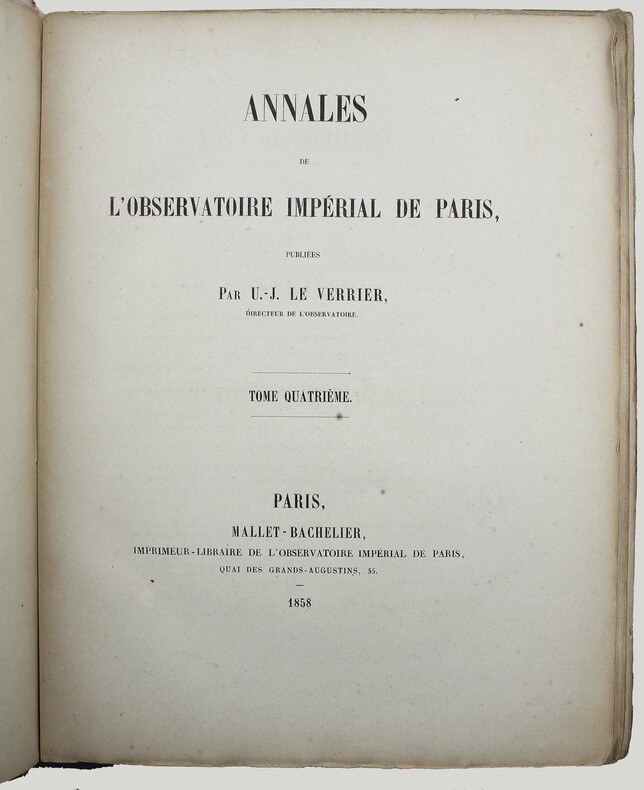 ANNALES
DE
L'OBSERVATOIRE IMPÉRIAL DE PARIS,
PUBLIÉES
PAR U.-J. LE VERRIER,
DIRECTEUR DE L'OBSERVATOIRE.
TOME QUATRIÈME.
PARIS,
MALLET-BACHELIER,
IMPRIMEUR-LIBRAIRE DE L'OBSERVATOIRE IMPÉRIAL DE PARIS,
QUAI DES GRANDS-AUGUSTINS, 55.
1858